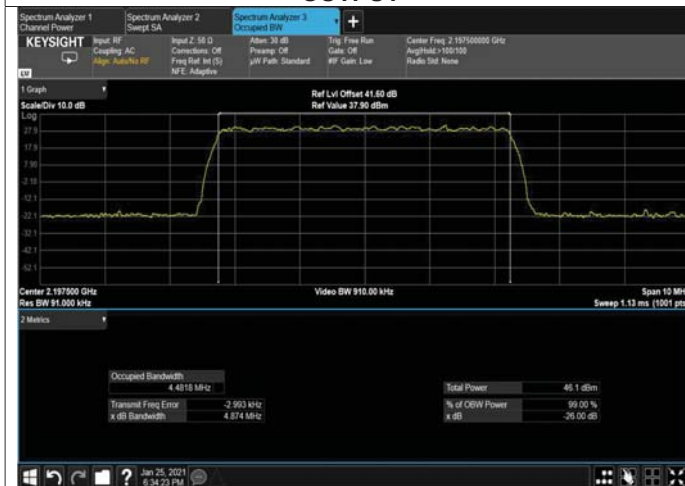 Spectrum Analyzer 1
Channel Power
Spectrum Analyzer 2
Swept SA
Spectrum Analyzer 3
Occupied BW
KEYSIGHT
Input: RF
Coupling: AC
Align: Auto/No RF
Input Z: 50 Ω
Corrections: Off
Freq Ref: Int (S)
NFE: Adaptive
Atten: 30 dB
Preamp: Off
µW Path: Standard
Trig: Free Run
Gate: Off
#IF Gain: Low
Center Freq: 2.197500000 GHz
Avg|Hold:>100/100
Radio Std: None
1 Graph
Scale/Div 10.0 dB
Ref Lvl Offset 41.60 dB
Ref Value 37.90 dBm
Log
27.9
17.9
7.90
-2.10
-12.1
-22.1
-32.1
-42.1
-52.1
Center 2.197500 GHz
Res BW 91.000 kHz
Video BW 910.00 kHz
Span 10 MH
Sweep 1.13 ms (1001 pts
2 Metrics
Occupied Bandwidth
4.4818 MHz
Transmit Freq Error -2.993 kHz
x dB Bandwidth 4.874 MHz
Total Power 46.1 dBm
% of OBW Power 99.00 %
x dB -26.00 dB
Jan 25, 2021
6:34:23 PM